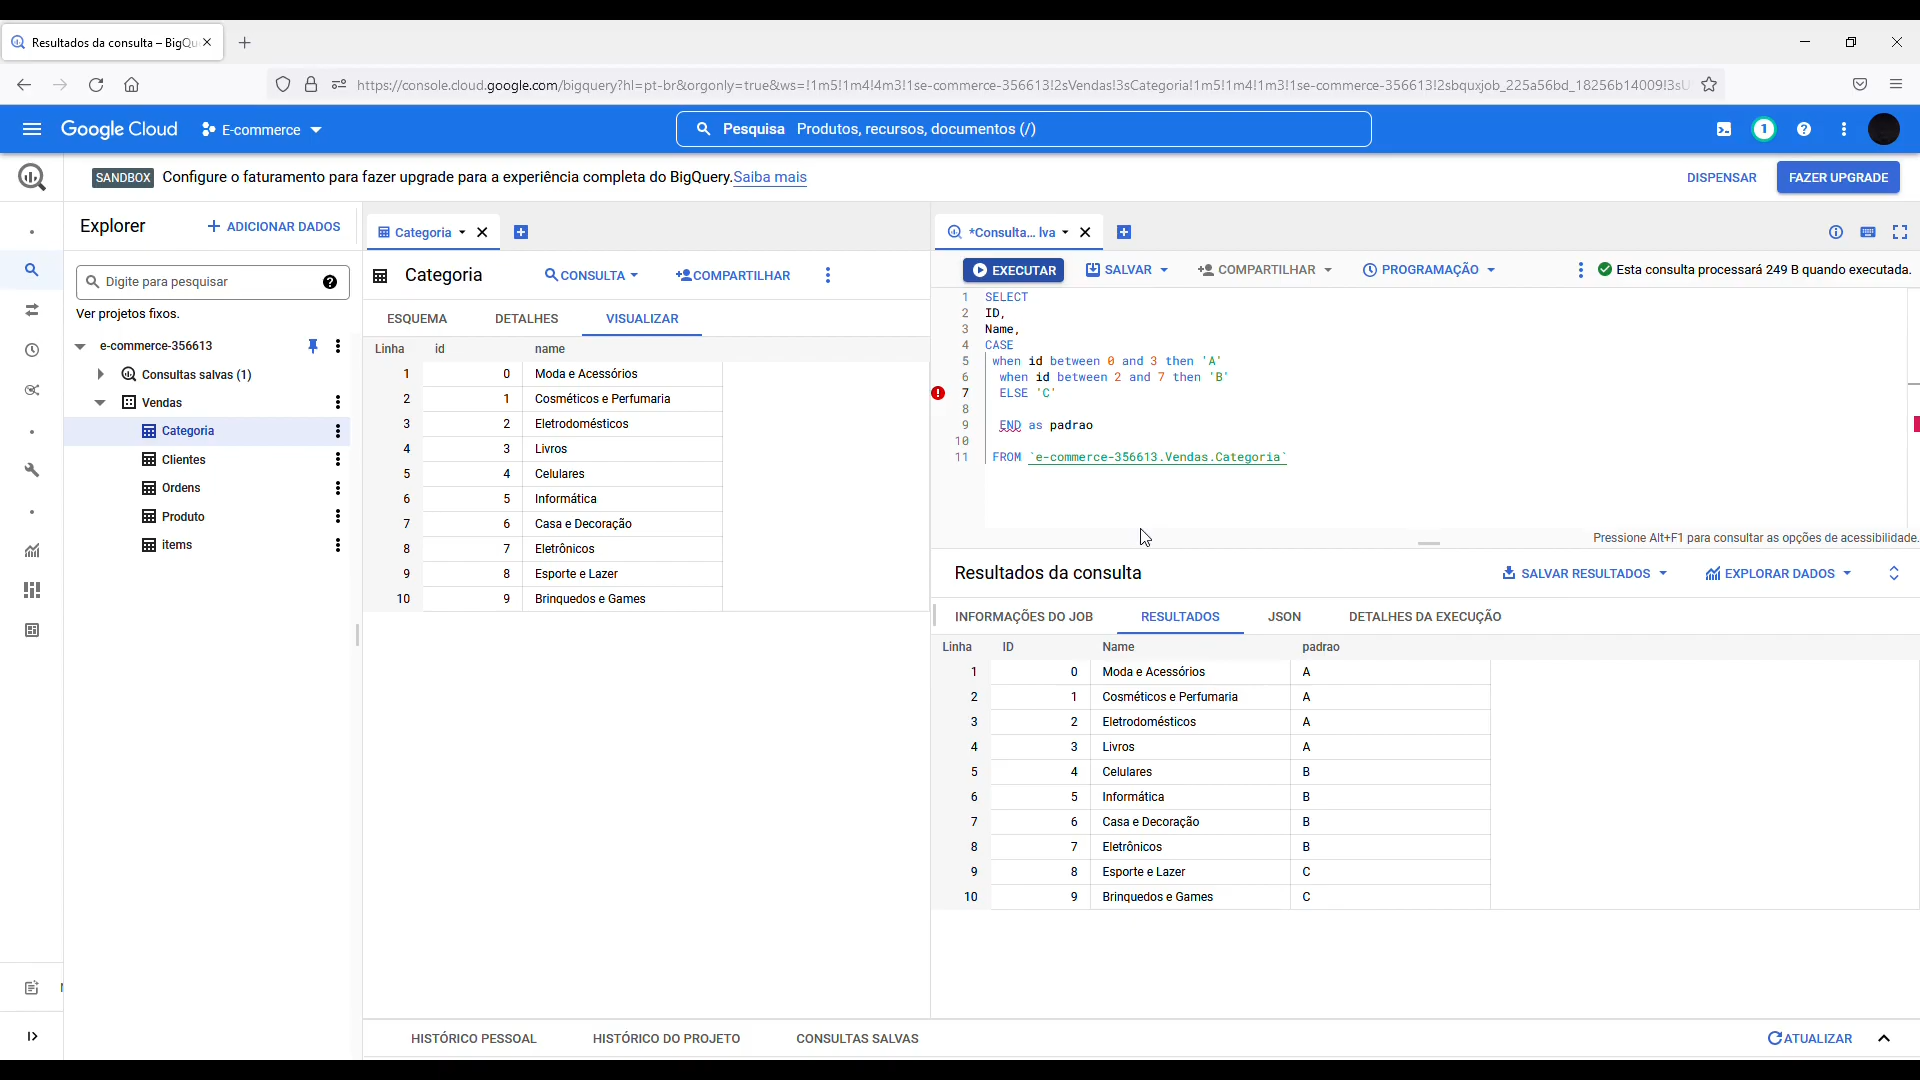 Resultados da consulta – BigQu
https://console.cloud.google.com/bigquery?hl=pt-br&orgonly=true&ws=!1m5!1m4!4m3!1se-commerce-356613!2sVendas!3sCategoria!1m5!1m4!1m3!1se-commerce-356613!2sbquxjob_225a56bd_18256b14009!3sU
Google Cloud
E-commerce
Pesquisa Produtos, recursos, documentos (/)
1
SANDBOX Configure o faturamento para fazer upgrade para a experiência completa do BigQuery. Saiba mais
DISPENSAR
FAZER UPGRADE
Explorer
ADICIONAR DADOS
Digite para pesquisar
Ver projetos fixos.
e-commerce-356613
Consultas salvas (1)
Vendas
Categoria
Clientes
Ordens
Produto
items
Categoria
Categoria
CONSULTA
COMPARTILHAR
ESQUEMA DETALHES VISUALIZAR
Linha id name
1 0 Moda e Acessórios
2 1 Cosméticos e Perfumaria
3 2 Eletrodomésticos
4 3 Livros
5 4 Celulares
6 5 Informática
7 6 Casa e Decoração
8 7 Eletrônicos
9 8 Esporte e Lazer
10 9 Brinquedos e Games
*Consulta... lva
EXECUTAR
SALVAR
COMPARTILHAR
PROGRAMAÇÃO
Esta consulta processará 249 B quando executada.
1 SELECT
2 ID,
3 Name,
4 CASE
5 when id between 0 and 3 then 'A'
6 when id between 2 and 7 then 'B'
7 ELSE 'C'
8
9 END as padrao
10
11 FROM `e-commerce-356613.Vendas.Categoria`
Pressione Alt+F1 para consultar as opções de acessibilidade.
Resultados da consulta
SALVAR RESULTADOS
EXPLORAR DADOS
INFORMAÇÕES DO JOB RESULTADOS JSON DETALHES DA EXECUÇÃO
Linha ID Name padrao
1 0 Moda e Acessórios A
2 1 Cosméticos e Perfumaria A
3 2 Eletrodomésticos A
4 3 Livros A
5 4 Celulares B
6 5 Informática B
7 6 Casa e Decoração B
8 7 Eletrônicos B
9 8 Esporte e Lazer C
10 9 Brinquedos e Games C
HISTÓRICO PESSOAL HISTÓRICO DO PROJETO CONSULTAS SALVAS
ATUALIZAR